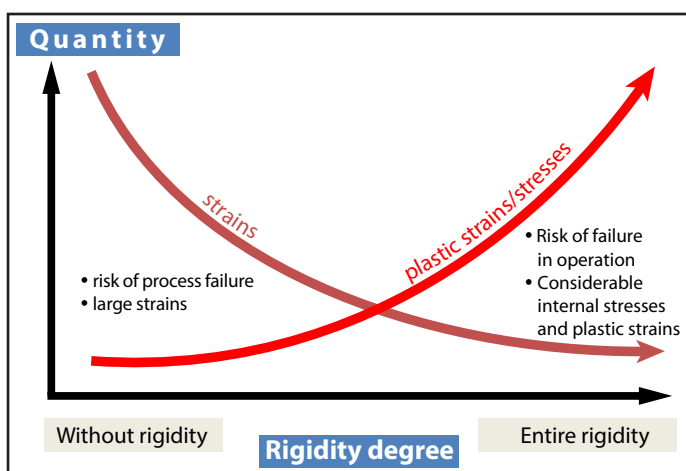 Quantity
strains
plastic strains/stresses
• risk of process failure
• large strains
• Risk of failure
in operation
• Considerable
internal stresses
and plastic strains
Without rigidity
Rigidity degree
Entire rigidity